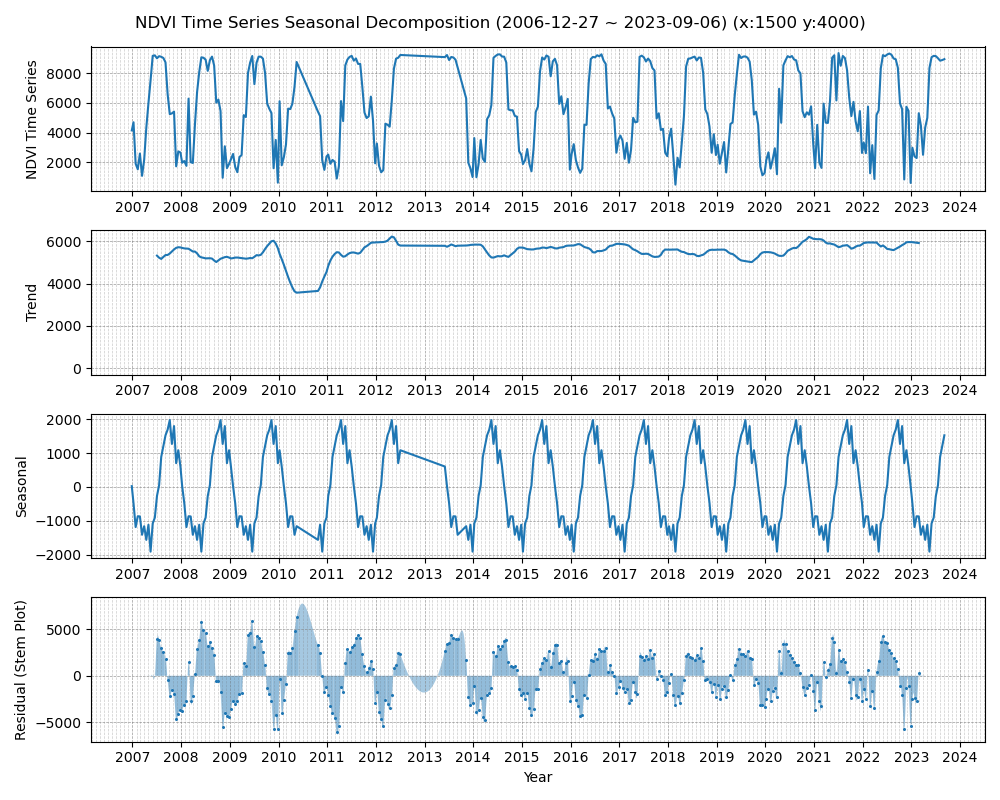 NDVI Time Series Seasonal Decomposition (2006-12-27 ~ 2023-09-06) (x:1500 y:4000)
NDVI Time Series
8000
6000
4000
2000
2007 2008 2009 2010 2011 2012 2013 2014 2015 2016 2017 2018 2019 2020 2021 2022 2023 2024
Trend
6000
4000
2000
0
2007 2008 2009 2010 2011 2012 2013 2014 2015 2016 2017 2018 2019 2020 2021 2022 2023 2024
Seasonal
2000
1000
0
−1000
−2000
2007 2008 2009 2010 2011 2012 2013 2014 2015 2016 2017 2018 2019 2020 2021 2022 2023 2024
Residual (Stem Plot)
5000
0
−5000
2007 2008 2009 2010 2011 2012 2013 2014 2015 2016 2017 2018 2019 2020 2021 2022 2023 2024
Year